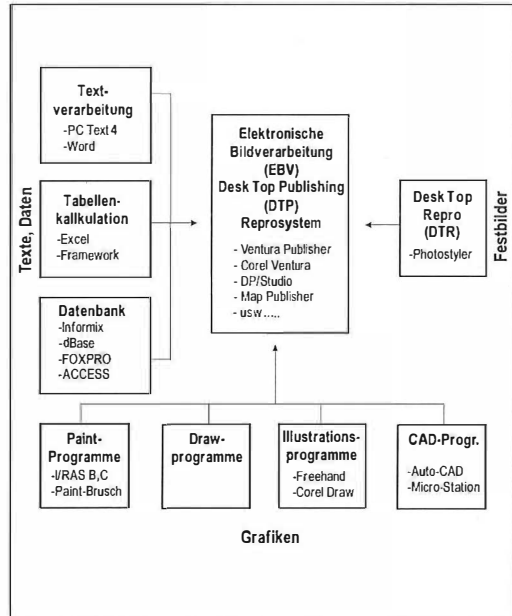 Text-
verarbeitung
-PC Text 4
-Word
Tabellen-
kallkulation
-Excel
-Framework
Datenbank
-Informix
-dBase
-FOXPRO
-ACCESS
Texte, Daten
Elektronische
Bildverarbeitung
(EBV)
Desk Top Publishing
(DTP)
Reprosystem
- Ventura Publisher
- Corel Ventura
- DP/Studio
- Map Publisher
- usw.....
Desk Top
Repro
(DTR)
-Photostyler
Festbilder
Paint-
Programme
-I/RAS B,C
-Paint-Brusch
Draw-
programme
Illustrations-
programme
-Freehand
-Corel Draw
CAD-Progr.
-Auto-CAD
-Micro-Station
Grafiken